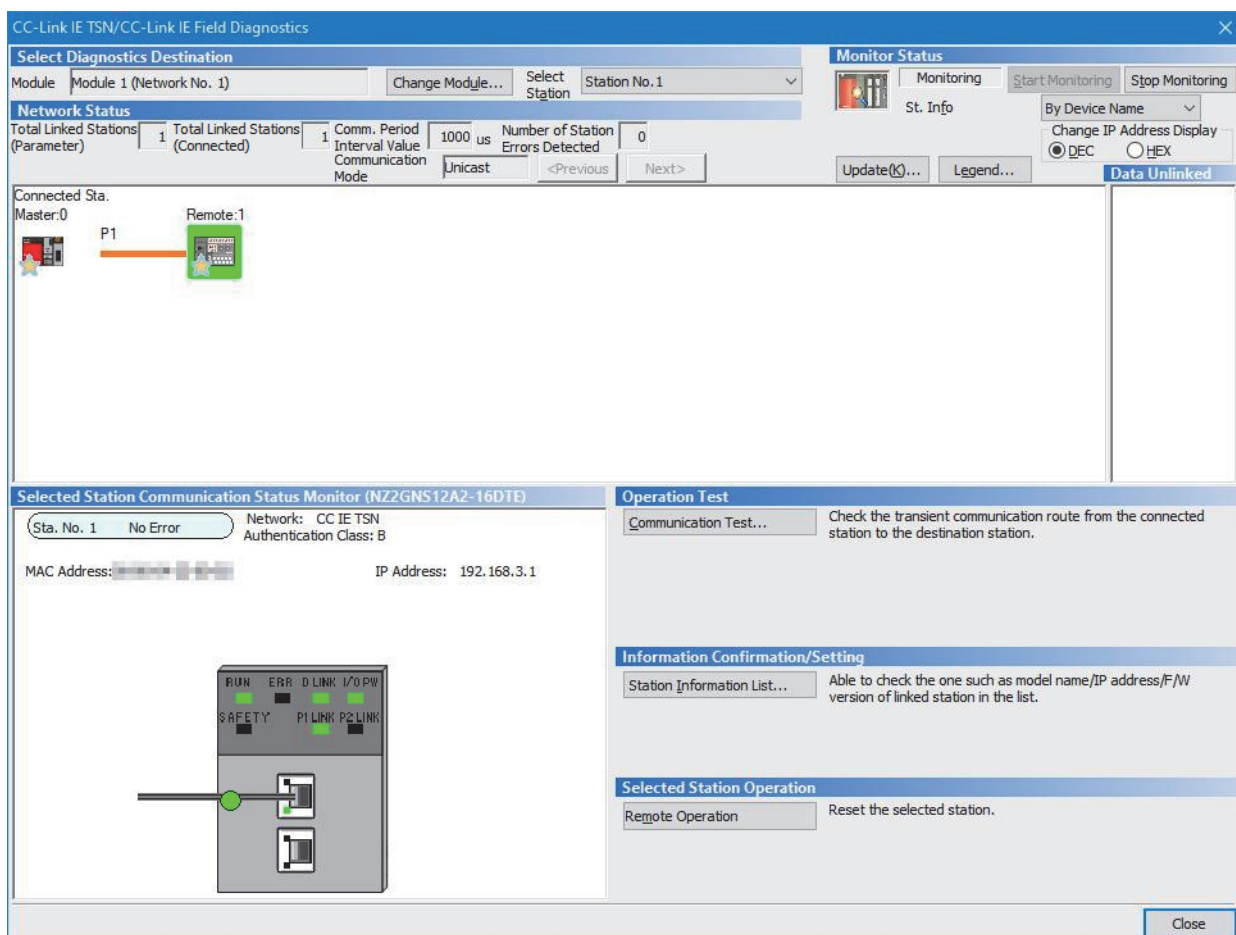 CC-Link IE TSN/CC-Link IE Field Diagnostics
Select Diagnostics Destination
Module
Module 1 (Network No. 1)
Change Module...
Select
Station
Station No.1
Monitor Status
Monitoring
Start Monitoring
Stop Monitoring
St. Info
By Device Name
Change IP Address Display
DEC
HEX
Update(K)...
Legend...
Network Status
Total Linked Stations
(Parameter)
1
Total Linked Stations
(Connected)
1
Comm. Period
Interval Value
1000 us
Number of Station
Errors Detected
0
Communication
Mode
Unicast
<Previous
Next>
Data Unlinked
Connected Sta.
Master:0
Remote:1
P1
Selected Station Communication Status Monitor (NZ2GNS12A2-16DTE)
Sta. No. 1 No Error
Network: CC IE TSN
Authentication Class: B
MAC Address:
IP Address: 192.168.3.1
RUN ERR D LINK I/O PW
SAFETY P1 LINK P2 LINK
Operation Test
Communication Test...
Check the transient communication route from the connected
station to the destination station.
Information Confirmation/Setting
Station Information List...
Able to check the one such as model name/IP address/F/W
version of linked station in the list.
Selected Station Operation
Remote Operation
Reset the selected station.
Close